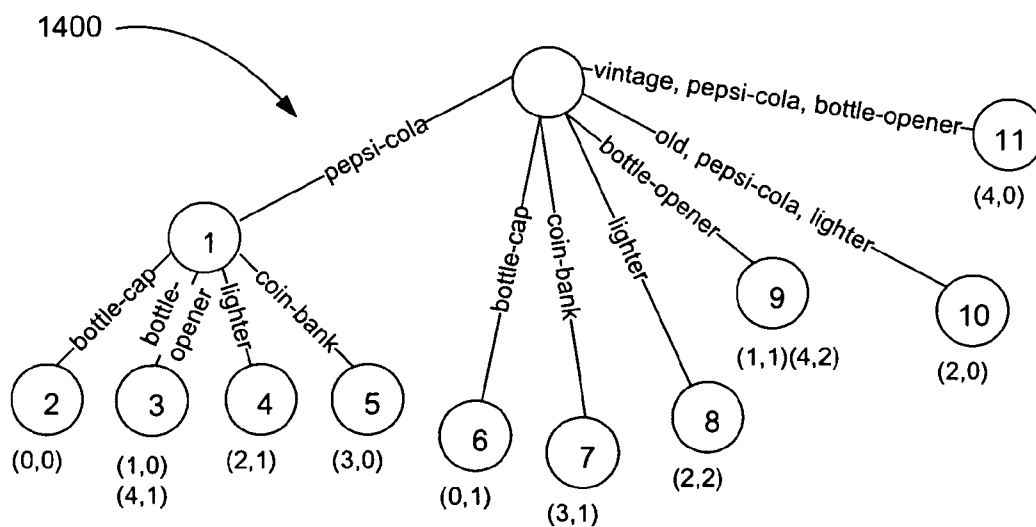 1400
vintage, pepsi-cola, bottle-opener
pepsi-cola
old, pepsi-cola, lighter
bottle-opener
bottle-cap
coin-bank
lighter
11
(4,0)
1
bottle-cap
bottle-
opener
lighter
coin-bank
9
(1,1)(4,2)
10
(2,0)
2
3
4
5
6
7
8
(0,0)
(1,0)
(4,1)
(2,1)
(3,0)
(0,1)
(3,1)
(2,2)